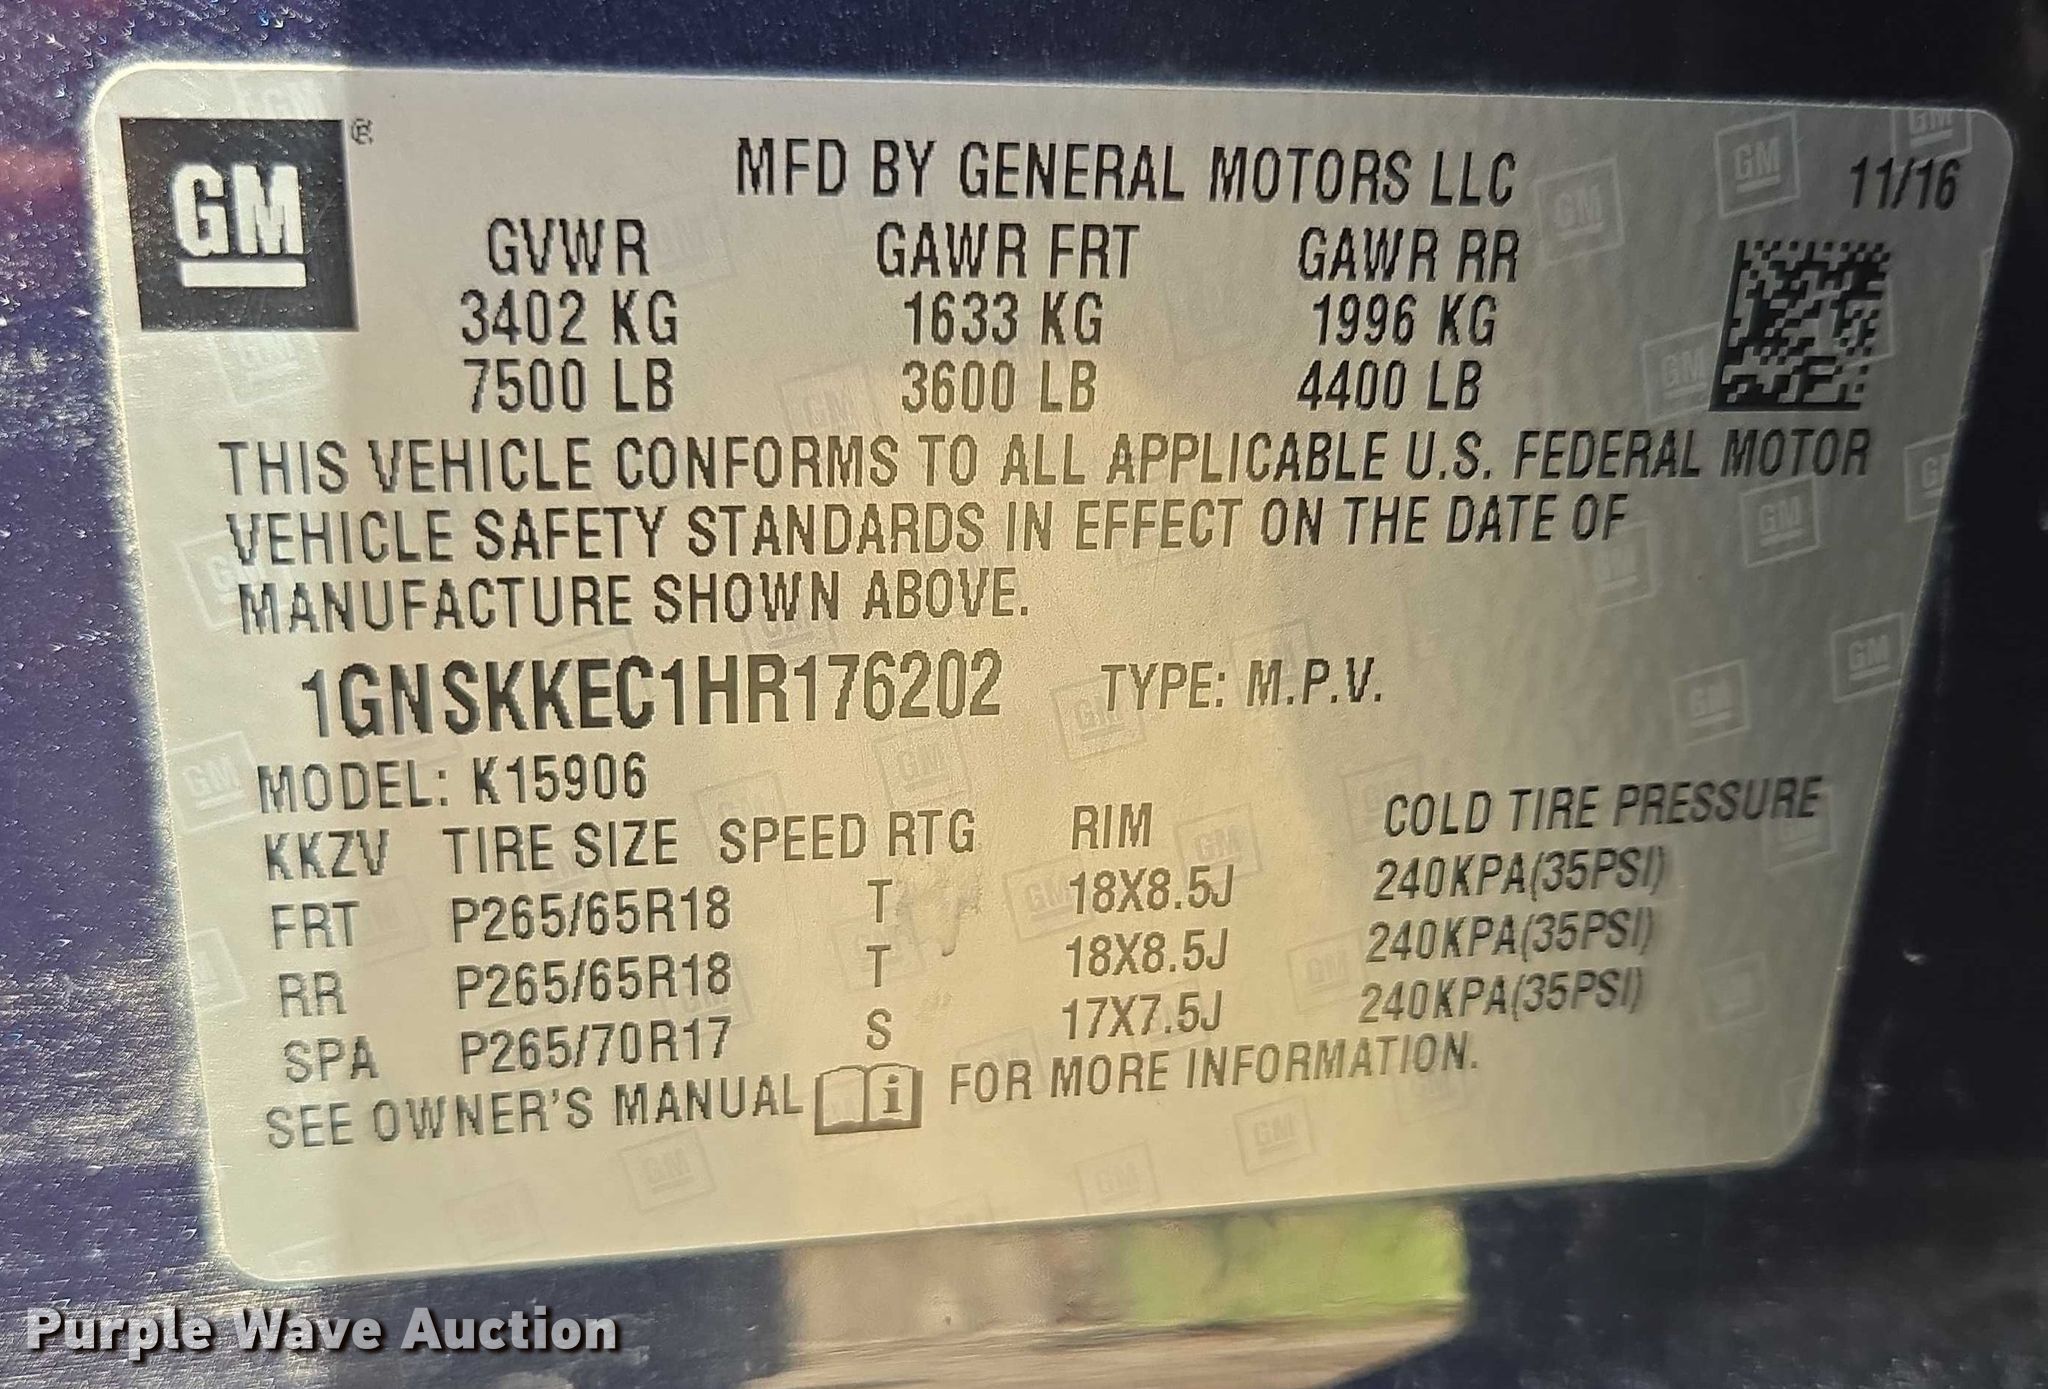 GM ®
MFD BY GENERAL MOTORS LLC 11/16
GVWR GAWR FRT GAWR RR
3402 KG 1633 KG 1996 KG
7500 LB 3600 LB 4400 LB
THIS VEHICLE CONFORMS TO ALL APPLICABLE U.S. FEDERAL MOTOR
VEHICLE SAFETY STANDARDS IN EFFECT ON THE DATE OF
MANUFACTURE SHOWN ABOVE.
1GNSKKEC1HR176202 TYPE: M.P.V.
MODEL: K15906
KKZV TIRE SIZE SPEED RTG RIM COLD TIRE PRESSURE
FRT P265/65R18 T 18X8.5J 240KPA(35PSI)
RR P265/65R18 T 18X8.5J 240KPA(35PSI)
SPA P265/70R17 S 17X7.5J 240KPA(35PSI)
SEE OWNER'S MANUAL i FOR MORE INFORMATION.
Purple Wave Auction